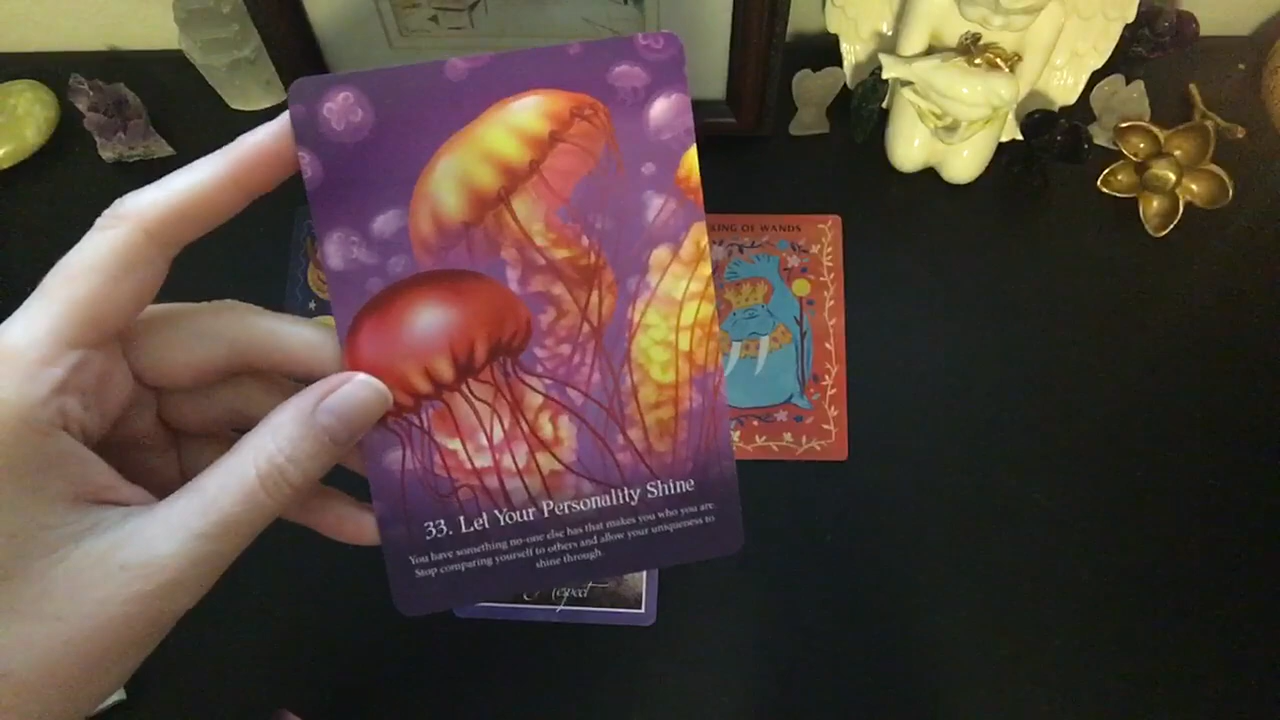 KING OF WANDS
33. Let Your Personality Shine
You have something no-one else has that makes you who you are.
Stop comparing yourself to others and allow your uniqueness to
shine through.
Respect